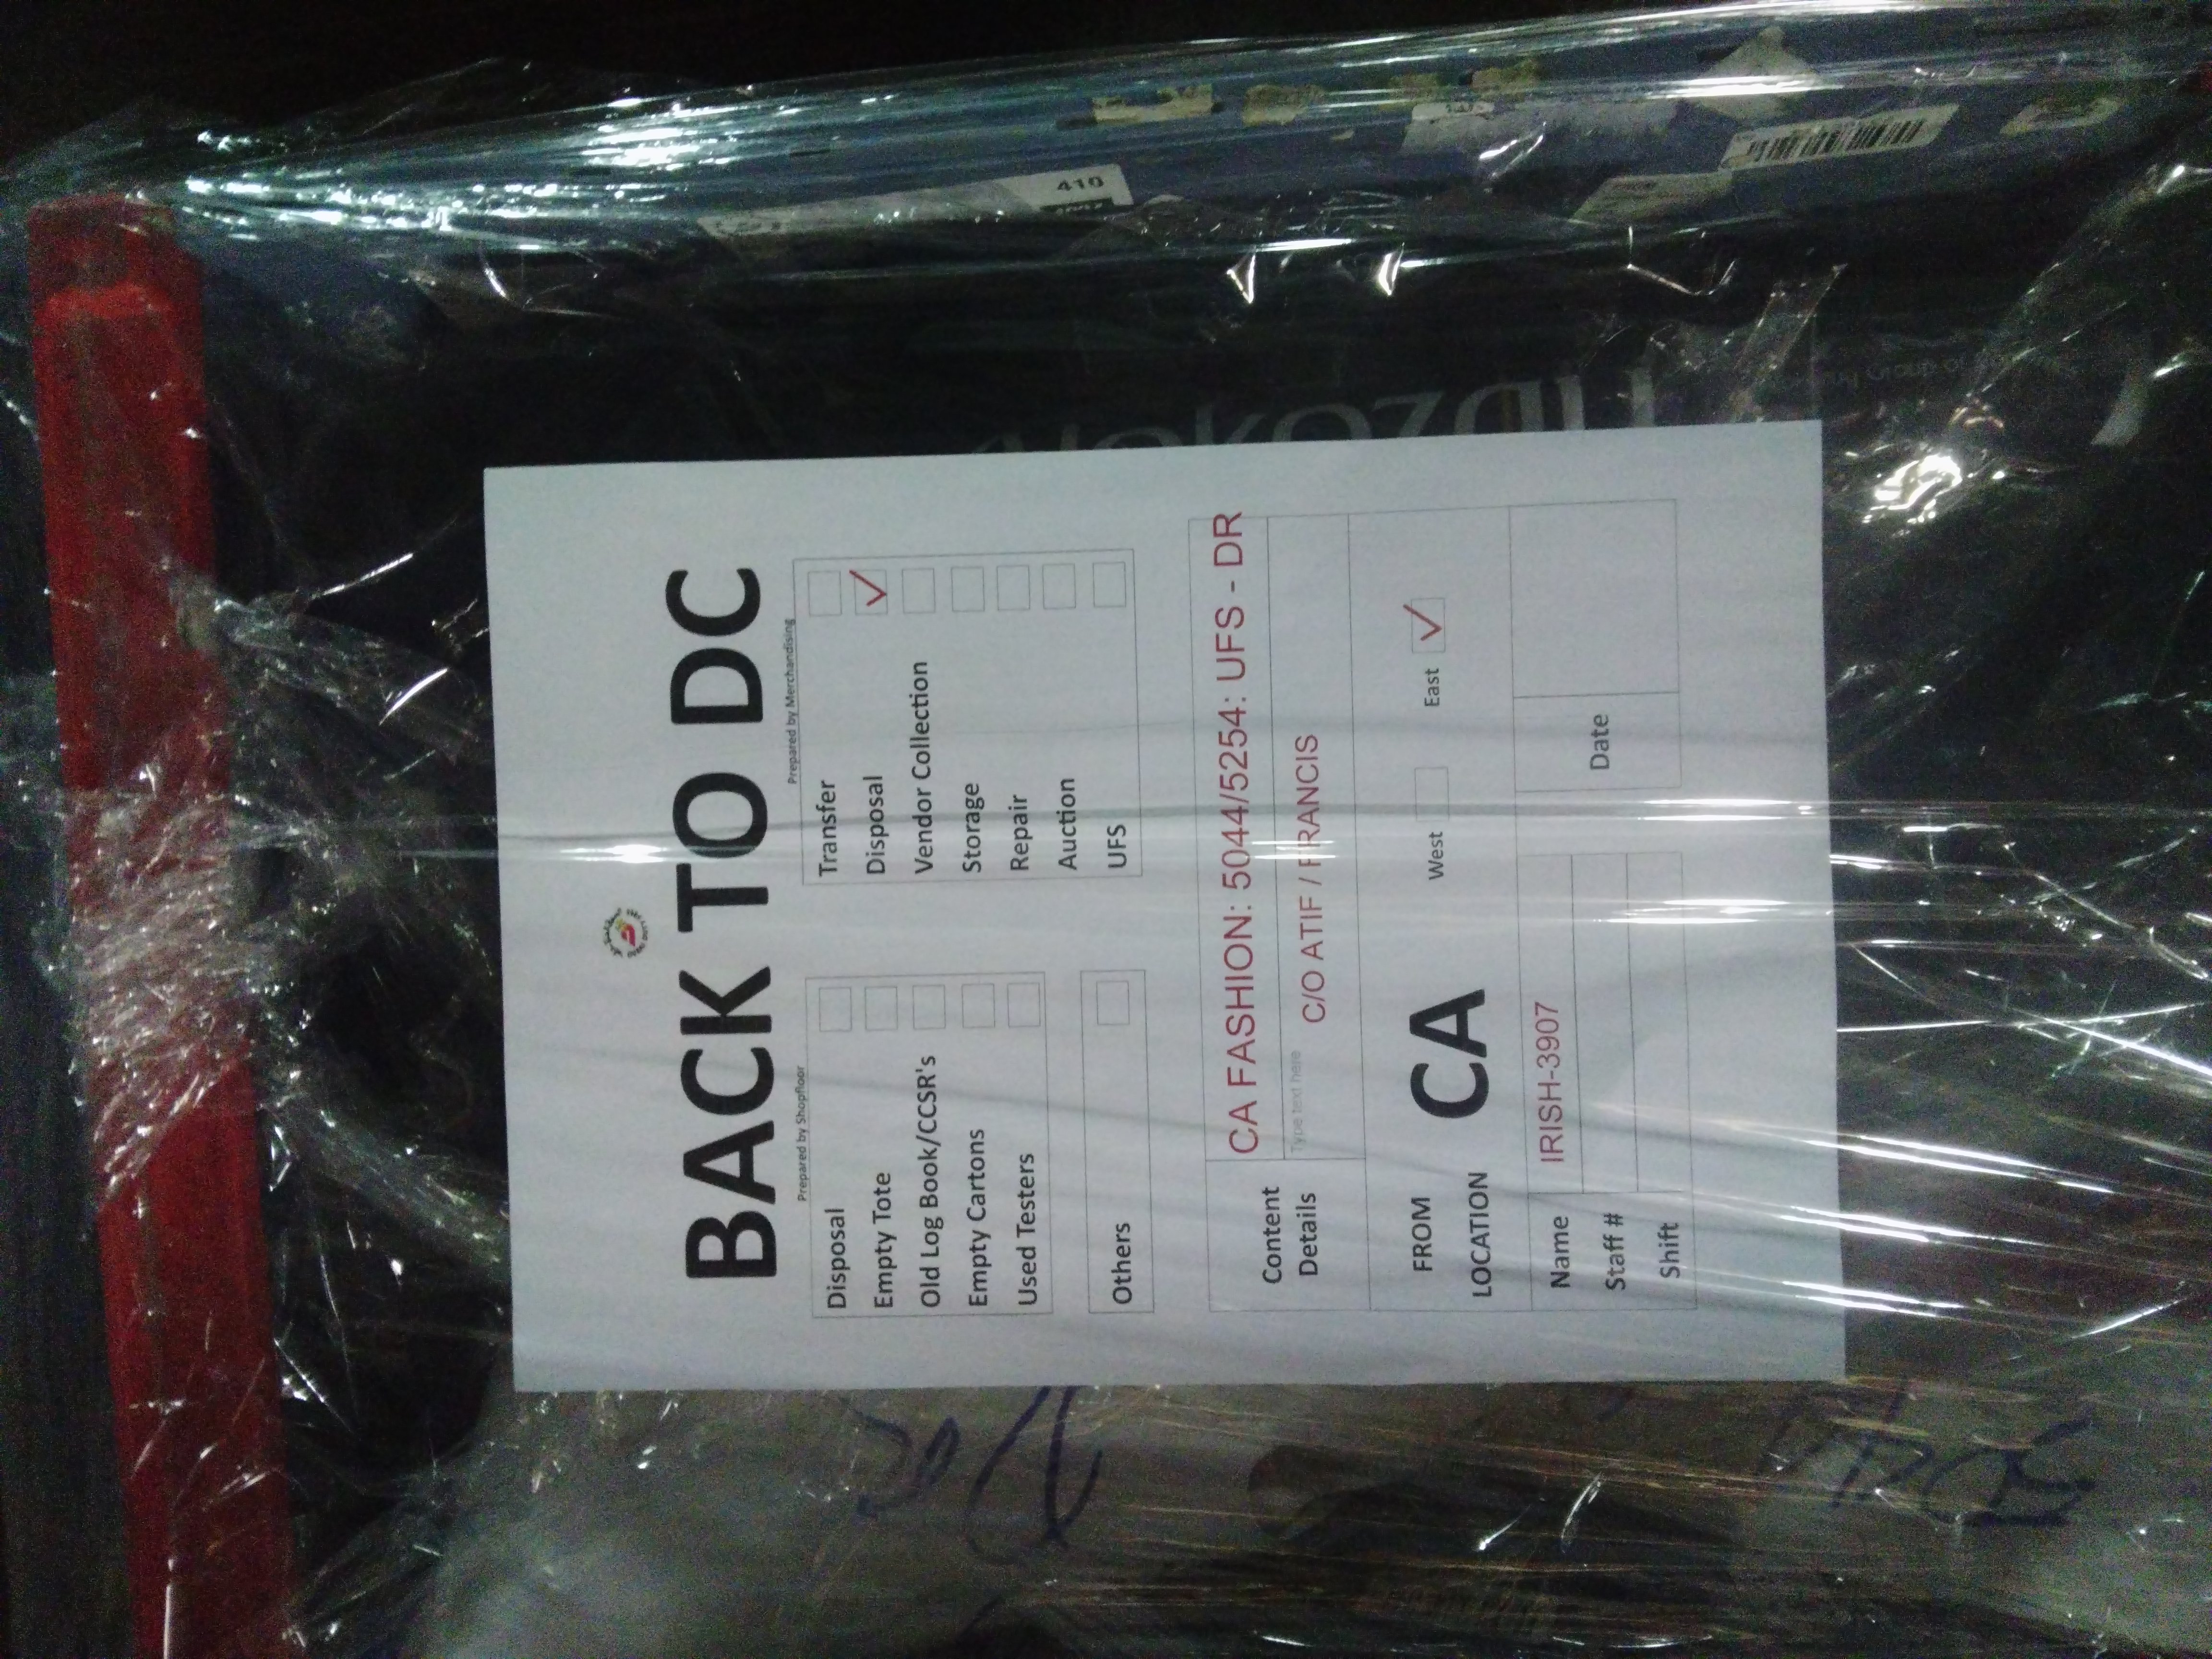 BACK TO DC
Prepared by Shopfloor
Disposal
Empty Tote
Old Log Book/CCSR's
Empty Cartons
Used Testers
Others
Prepared by Merchandising
Transfer
Disposal
Vendor Collection
Storage
Repair
Auction
UFS
Content Details
CA FASHION: 5044/5254: UFS - DR
Type text here
C/O ATIF / FRANCIS
FROM LOCATION
CA
West
East
Name
IRISH-3907
Staff #
Shift
Date
410